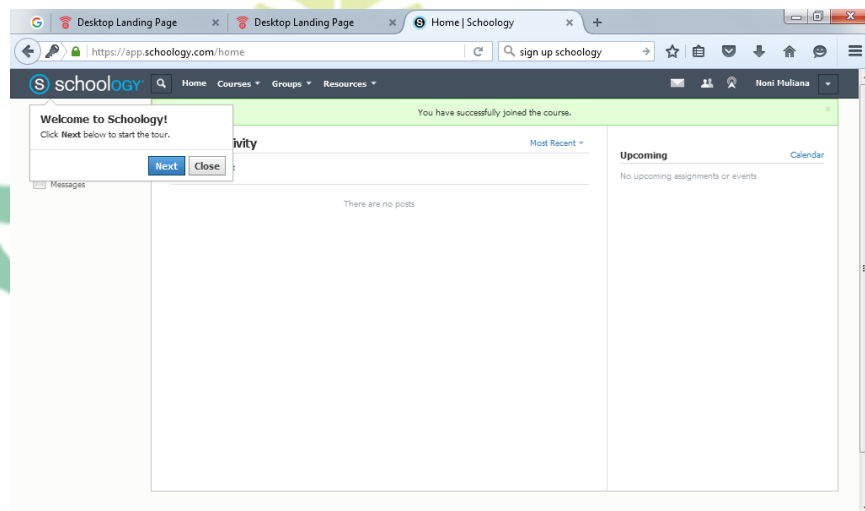 Desktop Landing Page
Desktop Landing Page
Home | Schoology
https://app.schoology.com/home
sign up schoology
S schoology
Home
Courses
Groups
Resources
Noni Muliana
You have successfully joined the course.
Welcome to Schoology!
Click Next below to start the tour.
Next
Close
Messages
Most Recent
There are no posts
Upcoming
Calendar
No upcoming assignments or events